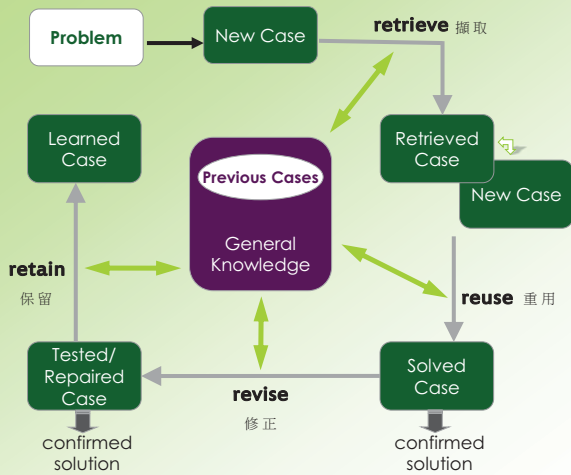 Problem
New Case
retrieve 擷取
Learned
Case
Retrieved
Case
New Case
Previous Cases
General
Knowledge
retain
保留
reuse 重用
Tested/
Repaired
Case
revise
修正
Solved
Case
confirmed
solution
confirmed
solution